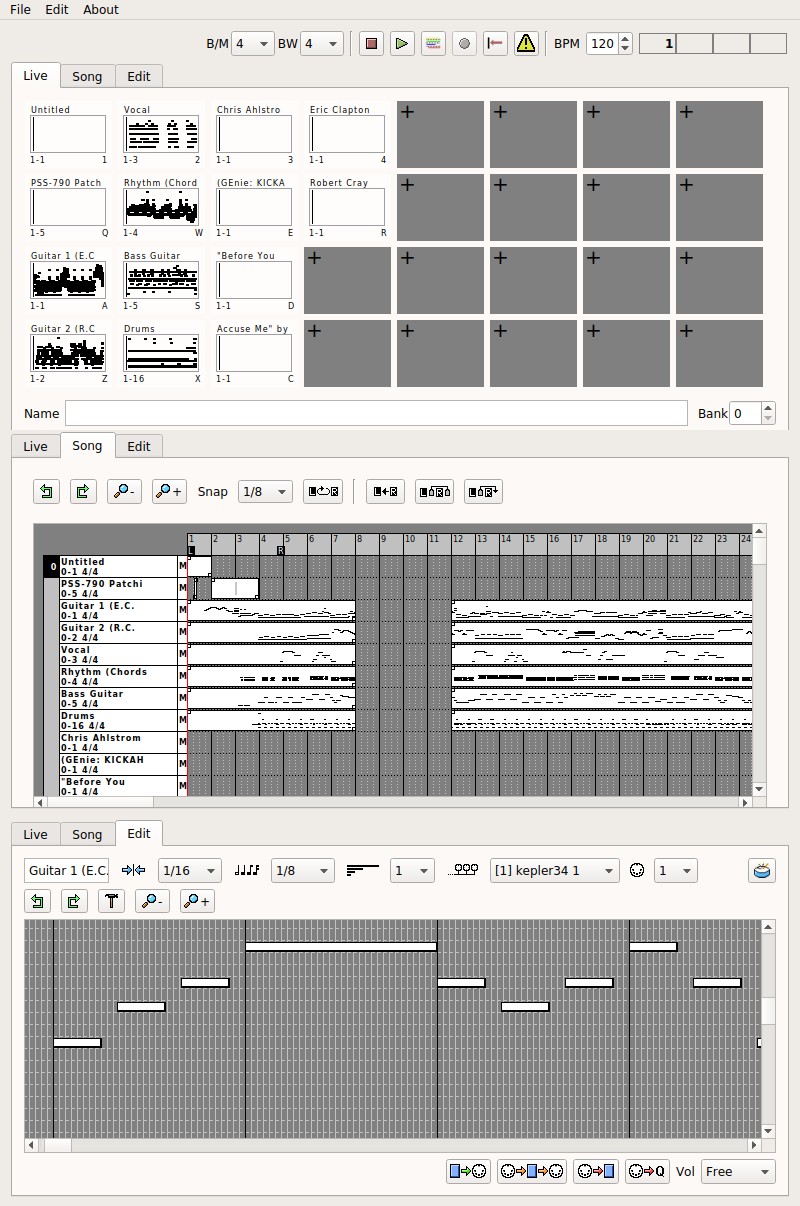 File Edit About
B/M 4 BW 4 BPM 120 1
Live Song Edit
Untitled Vocal Chris Ahlstro Eric Clapton + + + +
1-1 1 1-3 2 1-1 3 1-1 4
PSS-790 Patch Rhythm (Chord (GEnie: KICKA Robert Cray + + + +
1-5 Q 1-4 W 1-1 E 1-1 R
Guitar 1 (E.C Bass Guitar "Before You + + + + +
1-1 A 1-5 S 1-1 D
Guitar 2 (R.C Drums Accuse Me" by + + + + +
1-2 Z 1-16 X 1-1 C
Name Bank 0
Live Song Edit
- + Snap 1/8
1 2 3 4 5 6 7 8 9 10 11 12 13 14 15 16 17 18 19 20 21 22 23 24
L R
0 Untitled M
0-1 4/4
PSS-790 Patchi M
0-5 4/4
Guitar 1 (E.C. M
0-1 4/4
Guitar 2 (R.C. M
0-2 4/4
Vocal M
0-3 4/4
Rhythm (Chords M
0-4 4/4
Bass Guitar M
0-5 4/4
Drums M
0-16 4/4
Chris Ahlstrom M
0-1 4/4
(GEnie: KICKAH M
0-1 4/4
"Before You M
0-1 4/4
Live Song Edit
Guitar 1 (E.C. 1/16 1/8 1 [1] kepler34 1 1
T - +
Q Vol Free